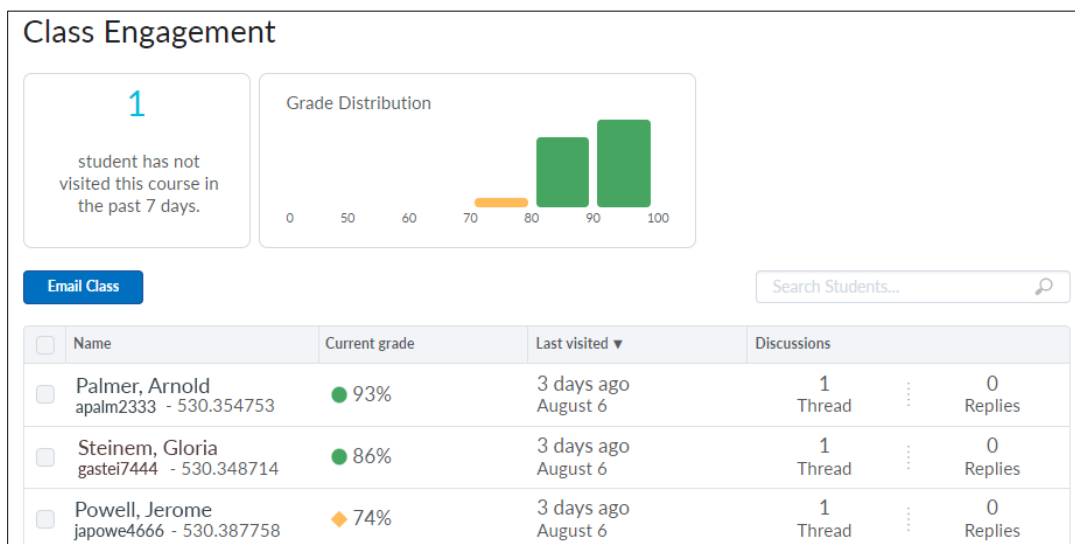 Class Engagement
1
student has not
visited this course in
the past 7 days.
Grade Distribution
0 50 60 70 80 90 100
Email Class
Search Students...
Name Current grade Last visited ▼ Discussions
Palmer, Arnold
apalm2333 - 530.354753
93%
3 days ago
August 6
1
Thread
0
Replies
Steinem, Gloria
gastei7444 - 530.348714
86%
3 days ago
August 6
1
Thread
0
Replies
Powell, Jerome
japowe4666 - 530.387758
74%
3 days ago
August 6
1
Thread
0
Replies